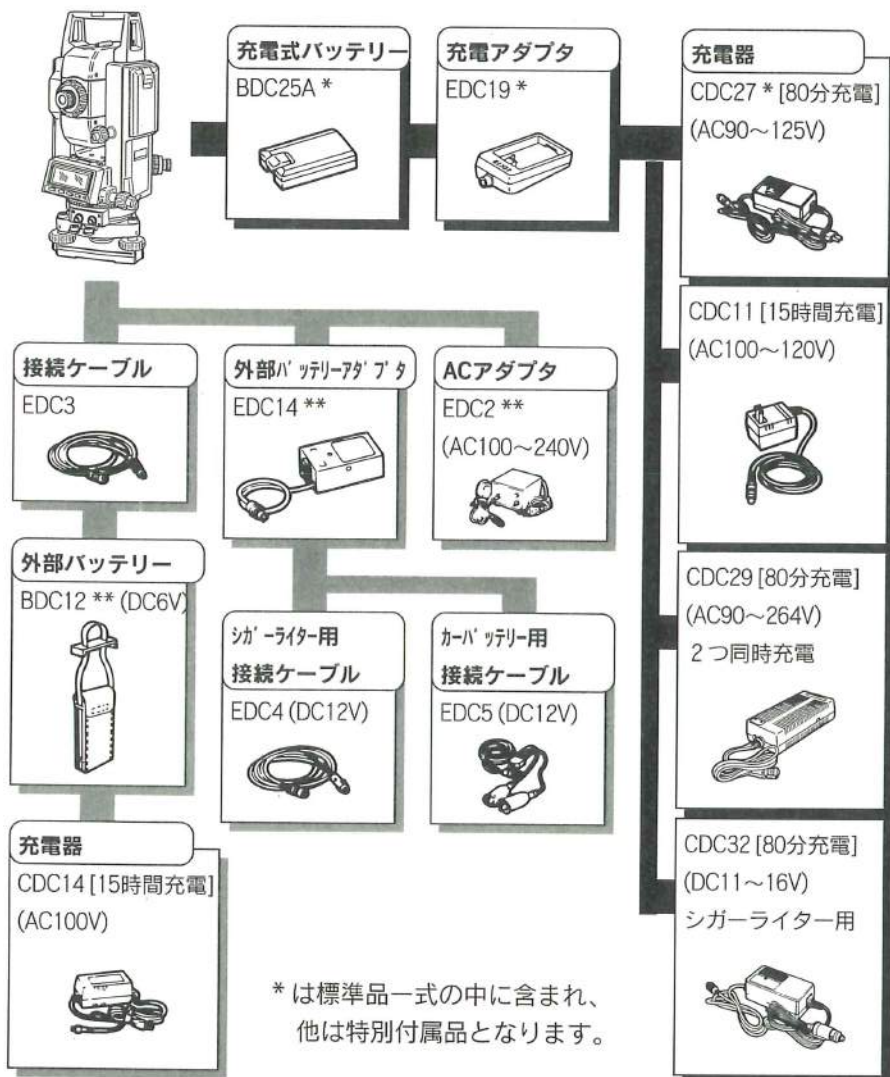 充電式バッテリー
BDC25A *
充電アダプタ
EDC19 *
充電器
CDC27 * [80分充電]
(AC90〜125V)
CDC11 [15時間充電]
(AC100〜120V)
CDC29 [80分充電]
(AC90〜264V)
2つ同時充電
CDC32 [80分充電]
(DC11〜16V)
シガーライター用
接続ケーブル
EDC3
外部バッテリーアダプタ
EDC14 **
ACアダプタ
EDC2 **
(AC100〜240V)
外部バッテリー
BDC12 ** (DC6V)
シガーライター用
接続ケーブル
EDC4 (DC12V)
カーバッテリー用
接続ケーブル
EDC5 (DC12V)
充電器
CDC14 [15時間充電]
(AC100V)
* は標準品一式の中に含まれ、
他は特別付属品となります。